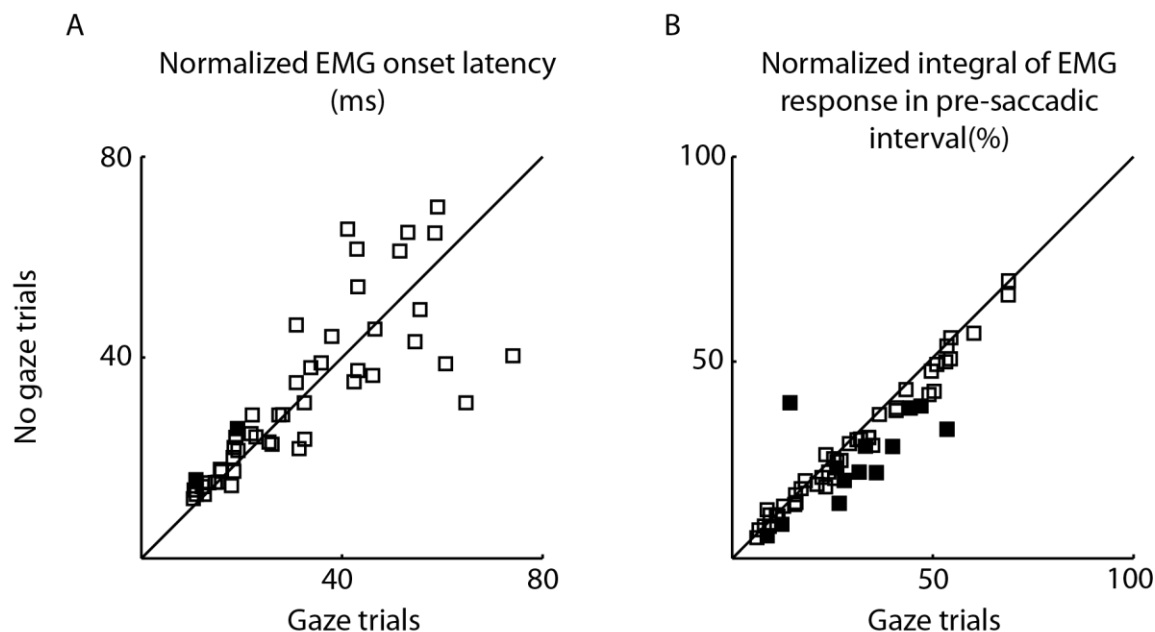 A
Normalized EMG onset latency
(ms)
80
40
No gaze trials
40
80
Gaze trials
B
Normalized integral of EMG
response in pre-saccadic
interval(%)
100
50
50
100
Gaze trials